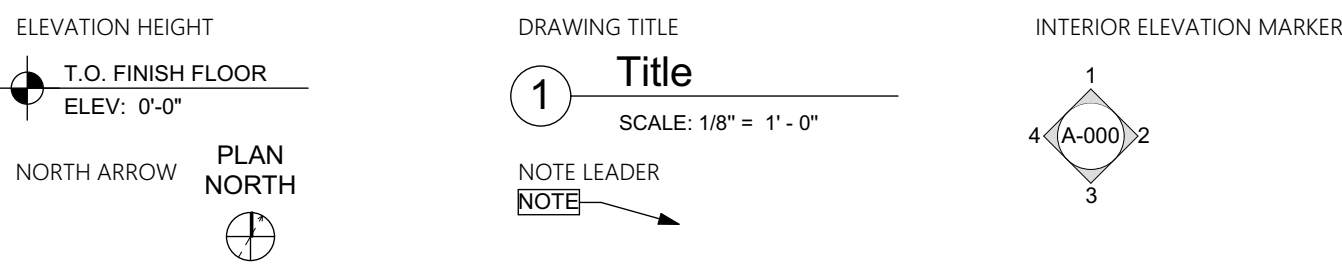 ELEVATION HEIGHT
T.O. FINISH FLOOR
ELEV: 0'-0"
NORTH ARROW
PLAN
NORTH
DRAWING TITLE
1
Title
SCALE: 1/8" = 1' - 0"
NOTE LEADER
NOTE
INTERIOR ELEVATION MARKER
1
4 A-000 2
3